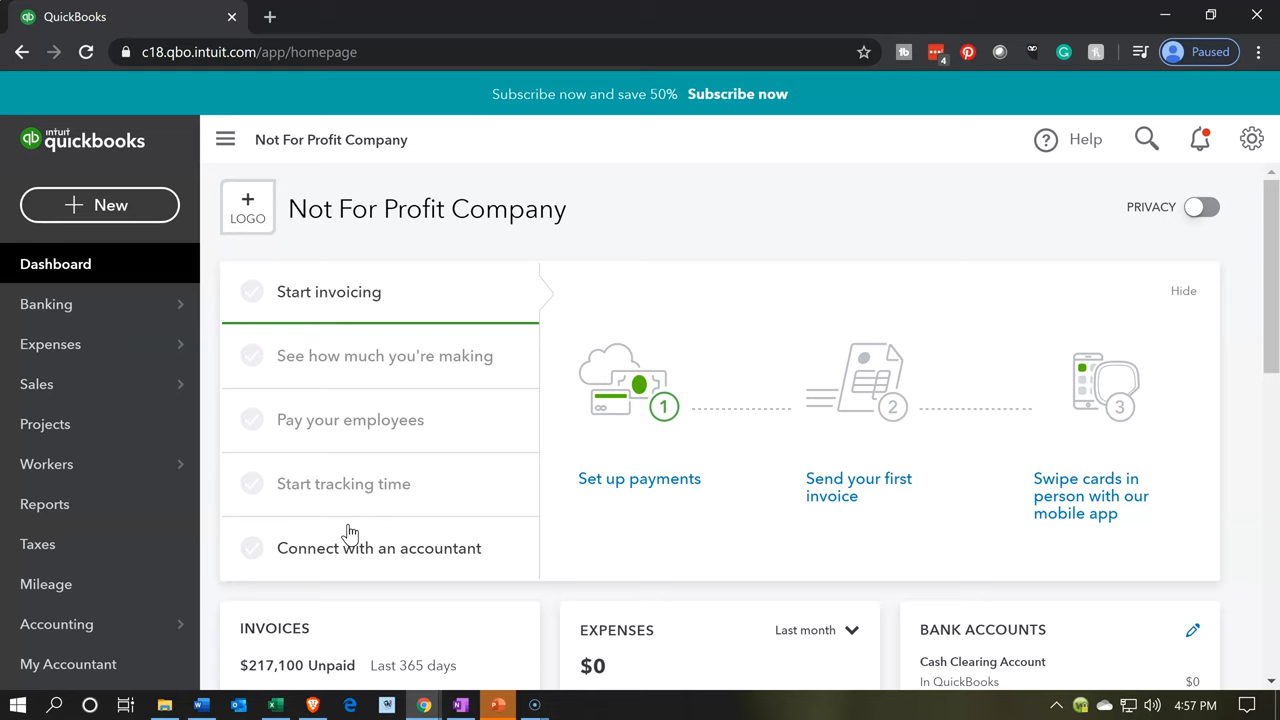 QuickBooks
c18.qbo.intuit.com/app/homepage
4
Paused
Subscribe now and save 50% Subscribe now
intuit
quickbooks
Not For Profit Company
Help
New
+
LOGO
Not For Profit Company
PRIVACY
Dashboard
Banking
Expenses
Sales
Projects
Workers
Reports
Taxes
Mileage
Accounting
My Accountant
Start invoicing
See how much you're making
Pay your employees
Start tracking time
Connect with an accountant
Hide
1
2
3
Set up payments
Send your first
invoice
Swipe cards in
person with our
mobile app
INVOICES
$217,100 Unpaid Last 365 days
EXPENSES
Last month
$0
BANK ACCOUNTS
Cash Clearing Account
In QuickBooks $0
4:57 PM